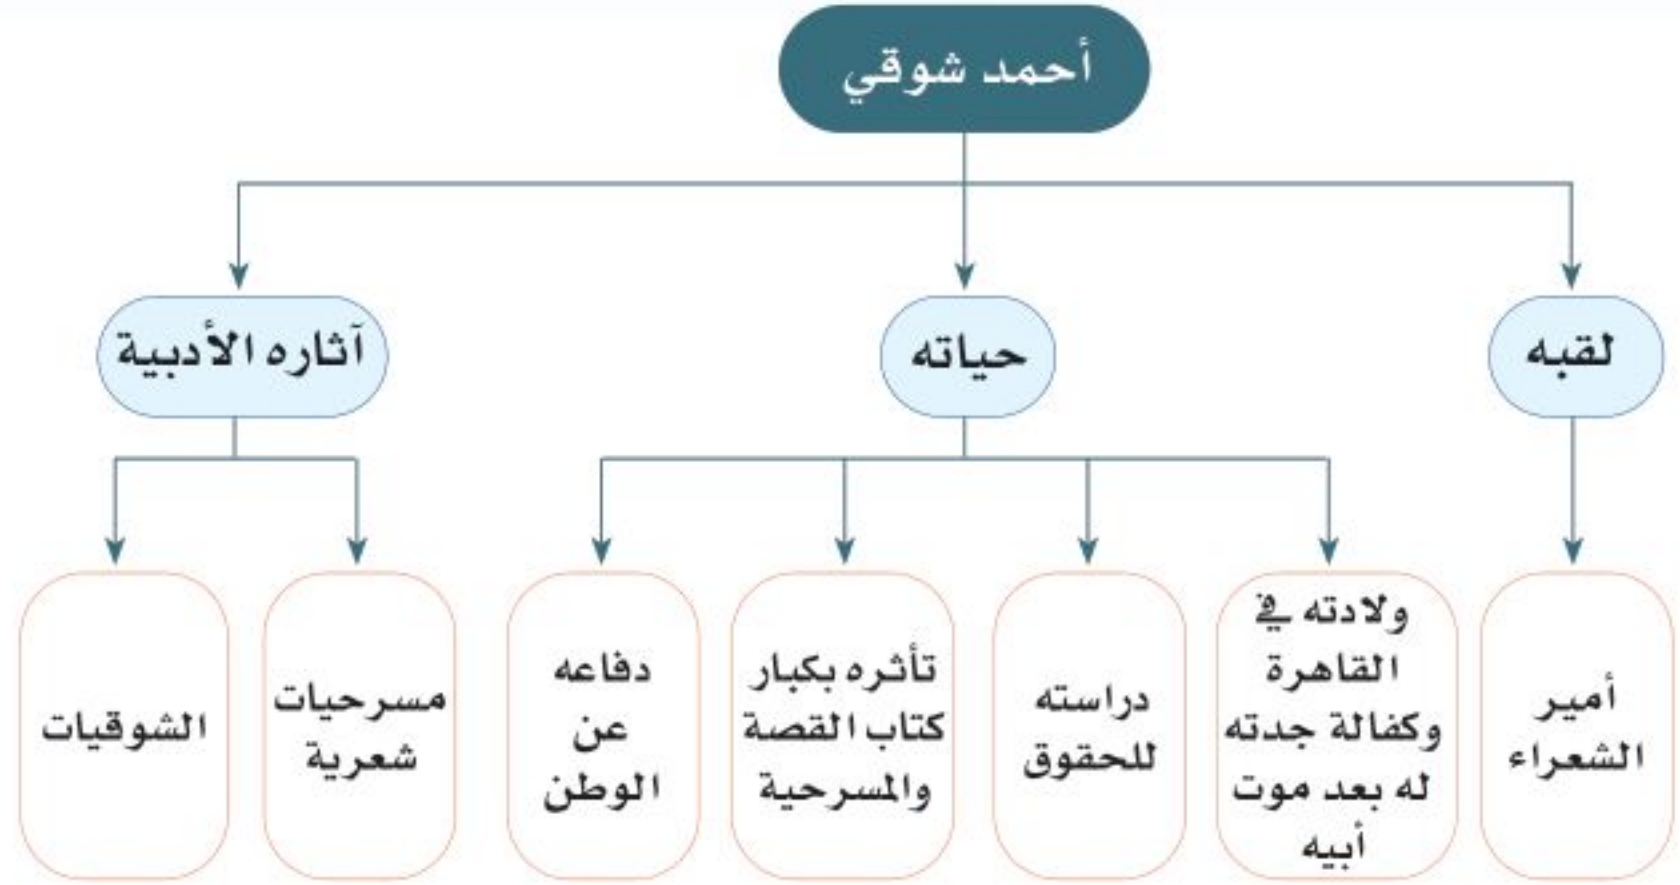 أحمد شوقي
لقبه
حياته
آثاره الأدبية
أمير
الشعراء
ولادته في
القاهرة
وكفالة جدته
له بعد موت
أبيه
دراسته
للحقوق
تأثره بكبار
كتاب القصة
والمسرحية
دفاعه
عن
الوطن
مسرحيات
شعرية
الشوقيات